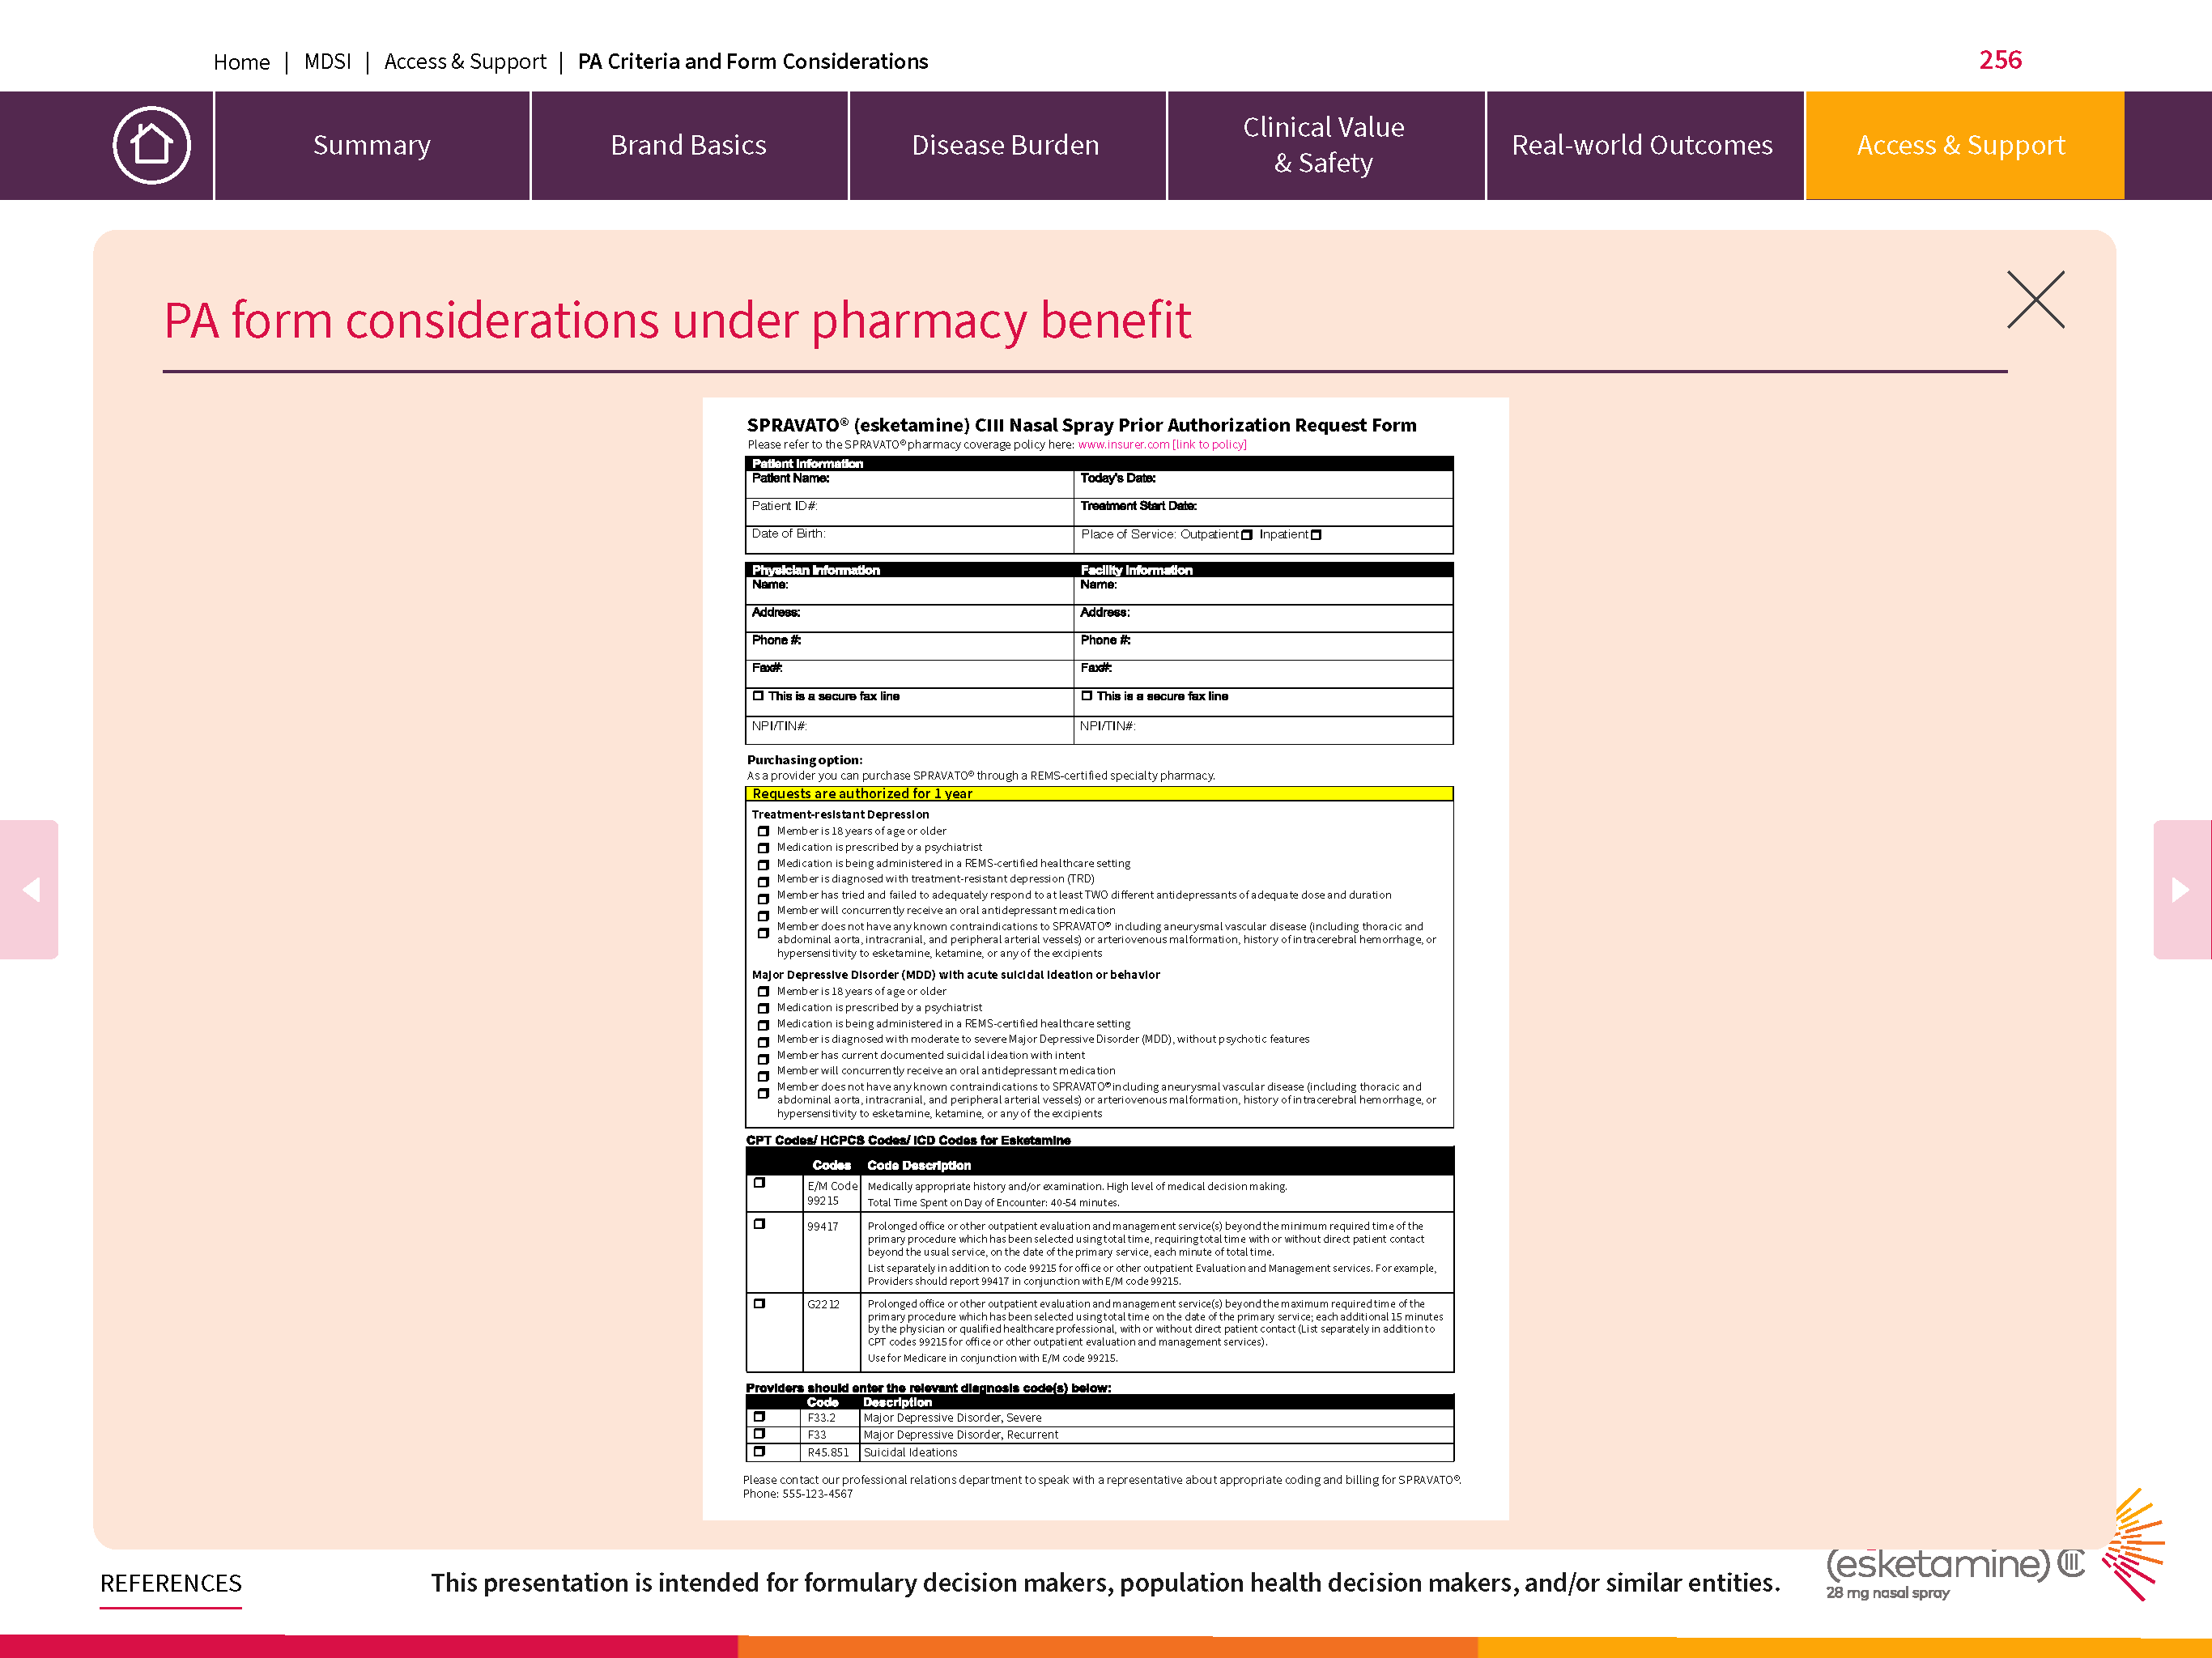 Home | MDSI | Access & Support | PA Criteria and Form Considerations
256
Summary
Brand Basics
Disease Burden
Clinical Value
& Safety
Real-world Outcomes
Access & Support
PA form considerations under pharmacy benefit
SPRAVATO® (esketamine) CIII Nasal Spray Prior Authorization Request Form
Please refer to the SPRAVATO® pharmacy coverage policy here: www.insurer.com [link to policy]
Patient Information
Patient Name: Today's Date:
Patient ID#: Treatment Start Date:
Date of Birth: Place of Service: Outpatient Inpatient
Physician Information Facility Information
Name: Name:
Address: Address:
Phone #: Phone #:
Fax#: Fax#:
This is a secure fax line This is a secure fax line
NPI/TIN#: NPI/TIN#:
Purchasing option:
As a provider you can purchase SPRAVATO® through a REMS-certified specialty pharmacy.
Requests are authorized for 1 year
Treatment-resistant Depression
Member is 18 years of age or older
Medication is prescribed by a psychiatrist
Medication is being administered in a REMS-certified healthcare setting
Member is diagnosed with treatment-resistant depression (TRD)
Member has tried and failed to adequately respond to at least TWO different antidepressants of adequate dose and duration
Member will concurrently receive an oral antidepressant medication
Member does not have any known contraindications to SPRAVATO® including aneurysmal vascular disease (including thoracic and
abdominal aorta, intracranial, and peripheral arterial vessels) or arteriovenous malformation, history of intracerebral hemorrhage, or
hypersensitivity to esketamine, ketamine, or any of the excipients
Major Depressive Disorder (MDD) with acute suicidal ideation or behavior
Member is 18 years of age or older
Medication is prescribed by a psychiatrist
Medication is being administered in a REMS-certified healthcare setting
Member is diagnosed with moderate to severe Major Depressive Disorder (MDD), without psychotic features
Member has current documented suicidal ideation with intent
Member will concurrently receive an oral antidepressant medication
Member does not have any known contraindications to SPRAVATO® including aneurysmal vascular disease (including thoracic and
abdominal aorta, intracranial, and peripheral arterial vessels) or arteriovenous malformation, history of intracerebral hemorrhage, or
hypersensitivity to esketamine, ketamine, or any of the excipients
CPT Codes/ HCPCS Codes/ ICD Codes for Esketamine
Codes Code Description
E/M Code Medically appropriate history and/or examination. High level of medical decision making.
99215 Total Time Spent on Day of Encounter: 40-54 minutes.
99417 Prolonged office or other outpatient evaluation and management service(s) beyond the minimum required time of the
primary procedure which has been selected using total time, requiring total time with or without direct patient contact
beyond the usual service, on the date of the primary service, each minute of total time.
List separately in addition to code 99215 for office or other outpatient Evaluation and Management services. For example,
Providers should report 99417 in conjunction with E/M code 99215.
G2212 Prolonged office or other outpatient evaluation and management service(s) beyond the maximum required time of the
primary procedure which has been selected using total time on the date of the primary service; each additional 15 minutes
by the physician or qualified healthcare professional, with or without direct patient contact (List separately in addition to
CPT codes 99215 for office or other outpatient evaluation and management services).
Use for Medicare in conjunction with E/M code 99215.
Providers should enter the relevant diagnosis code(s) below:
Code Description
F33.2 Major Depressive Disorder, Severe
F33 Major Depressive Disorder, Recurrent
R45.851 Suicidal Ideations
Please contact our professional relations department to speak with a representative about appropriate coding and billing for SPRAVATO®.
Phone: 555-123-4567
REFERENCES
This presentation is intended for formulary decision makers, population health decision makers, and/or similar entities.
(esketamine) CIII
28 mg nasal spray